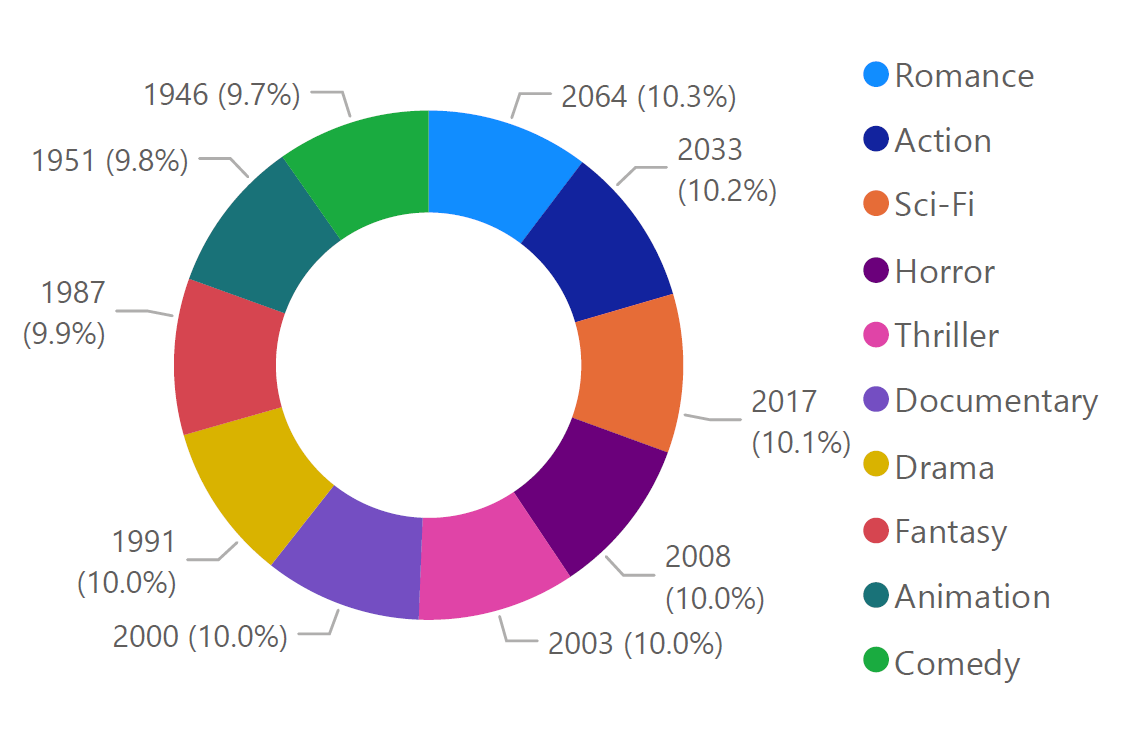 1946 (9.7%)
2064 (10.3%)
2033
(10.2%)
1951 (9.8%)
1987
(9.9%)
2017
(10.1%)
1991
(10.0%)
2008
(10.0%)
2000 (10.0%)
2003 (10.0%)
Romance
Action
Sci-Fi
Horror
Thriller
Documentary
Drama
Fantasy
Animation
Comedy